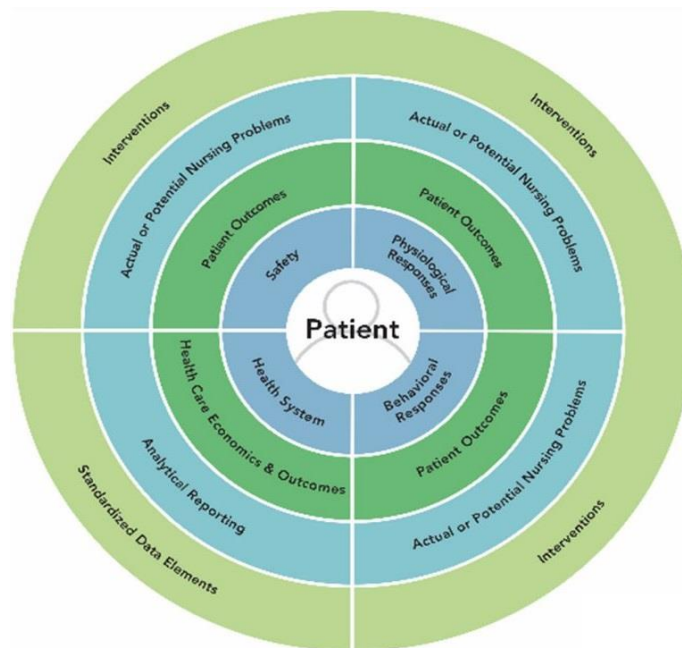 Interventions
Interventions
Actual or Potential Nursing Problems
Actual or Potential Nursing Problems
Patient Outcomes
Patient Outcomes
Safety
Physiological
Responses
Patient
Health System
Behavioral
Responses
Health Care Economics & Outcomes
Patient Outcomes
Analytical Reporting
Actual or Potential Nursing Problems
Standardized Data Elements
Interventions